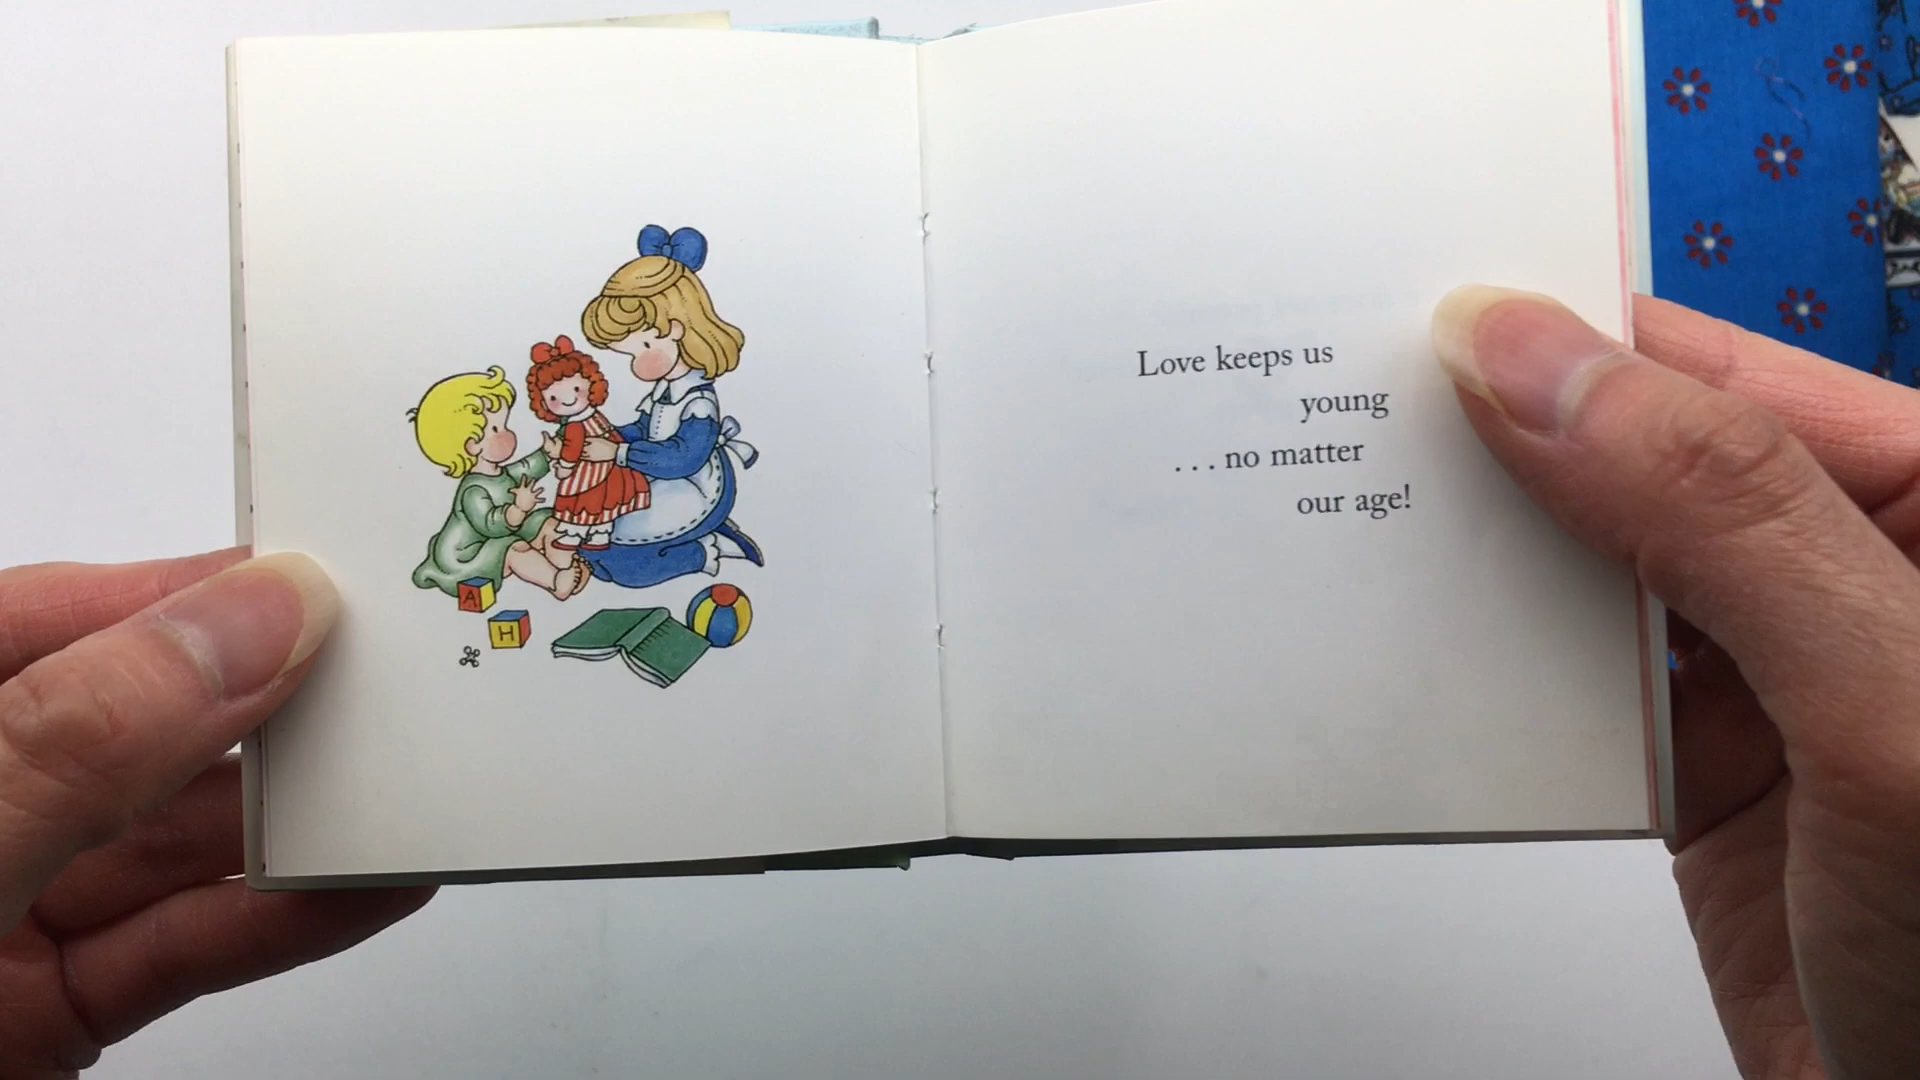 A
H
Love keeps us
young
. . . no matter
our age!